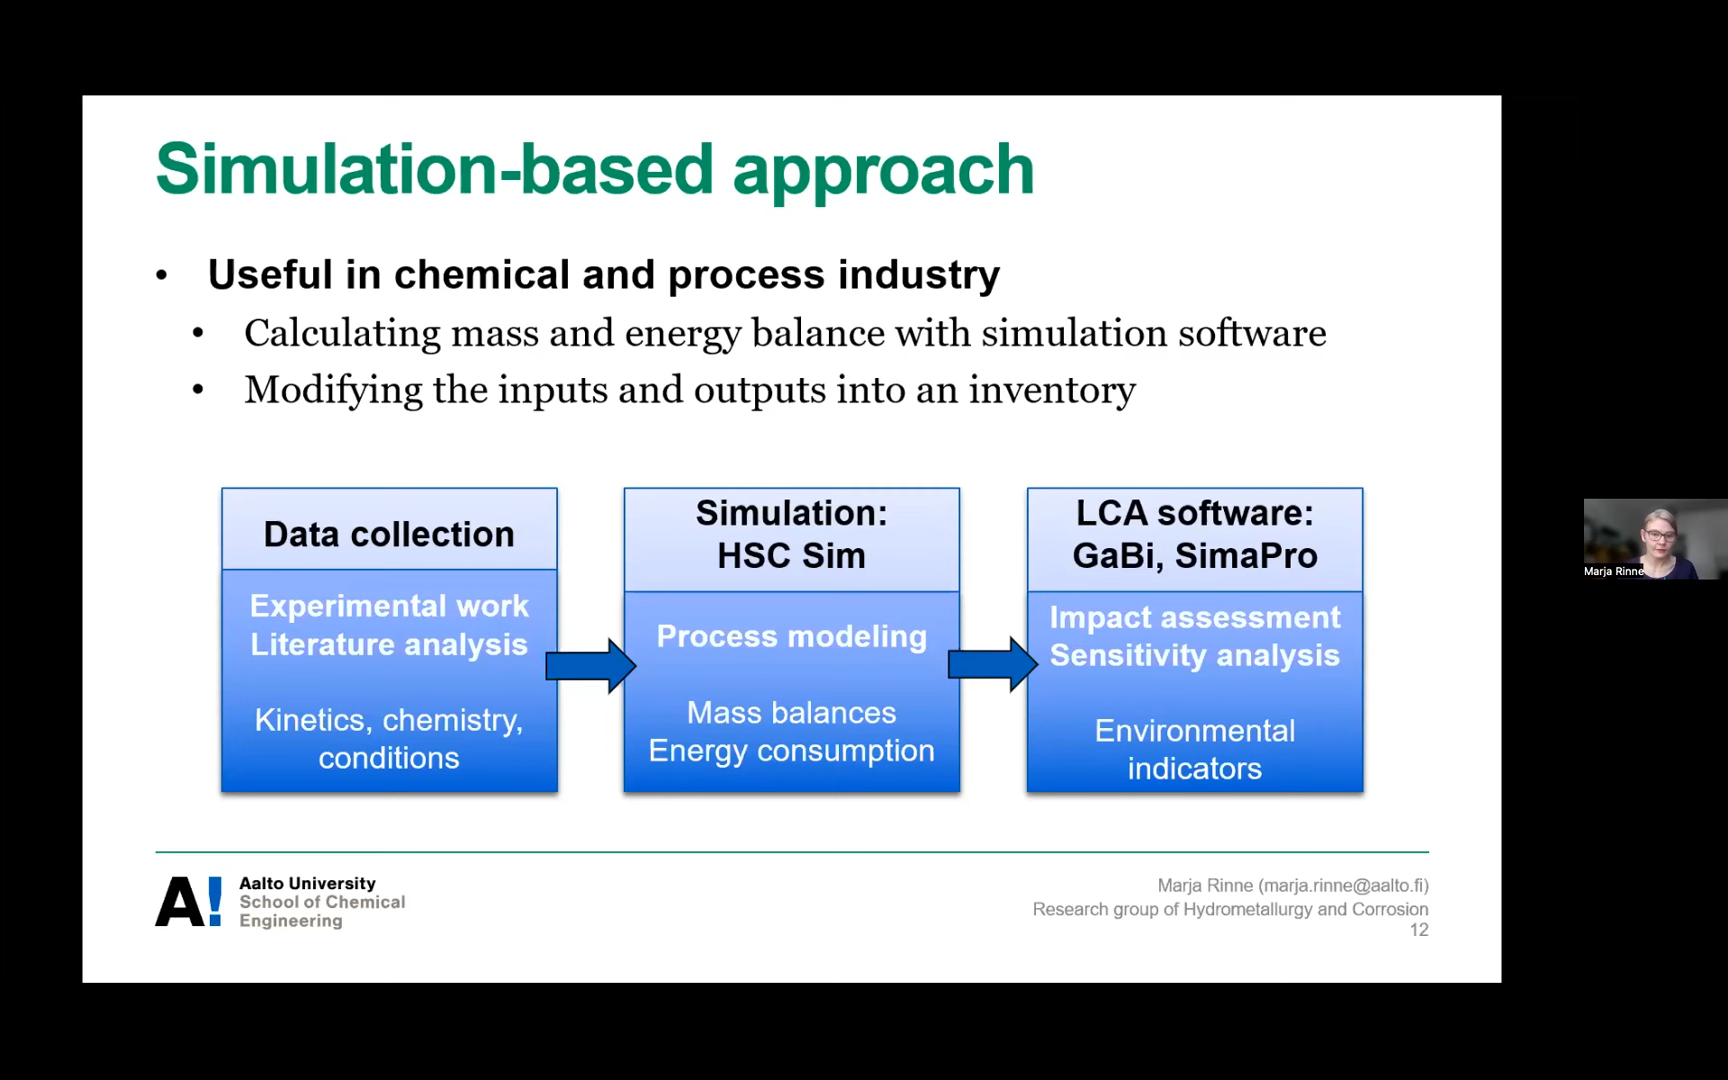 Simulation-based approach
• Useful in chemical and process industry
• Calculating mass and energy balance with simulation software
• Modifying the inputs and outputs into an inventory
Data collection
Experimental work
Literature analysis
Kinetics, chemistry,
conditions
Simulation:
HSC Sim
Process modeling
Mass balances
Energy consumption
LCA software:
GaBi, SimaPro
Impact assessment
Sensitivity analysis
Environmental
indicators
Marja Rinne
A!
Aalto University
School of Chemical
Engineering
Marja Rinne (marja.rinne@aalto.fi)
Research group of Hydrometallurgy and Corrosion
12